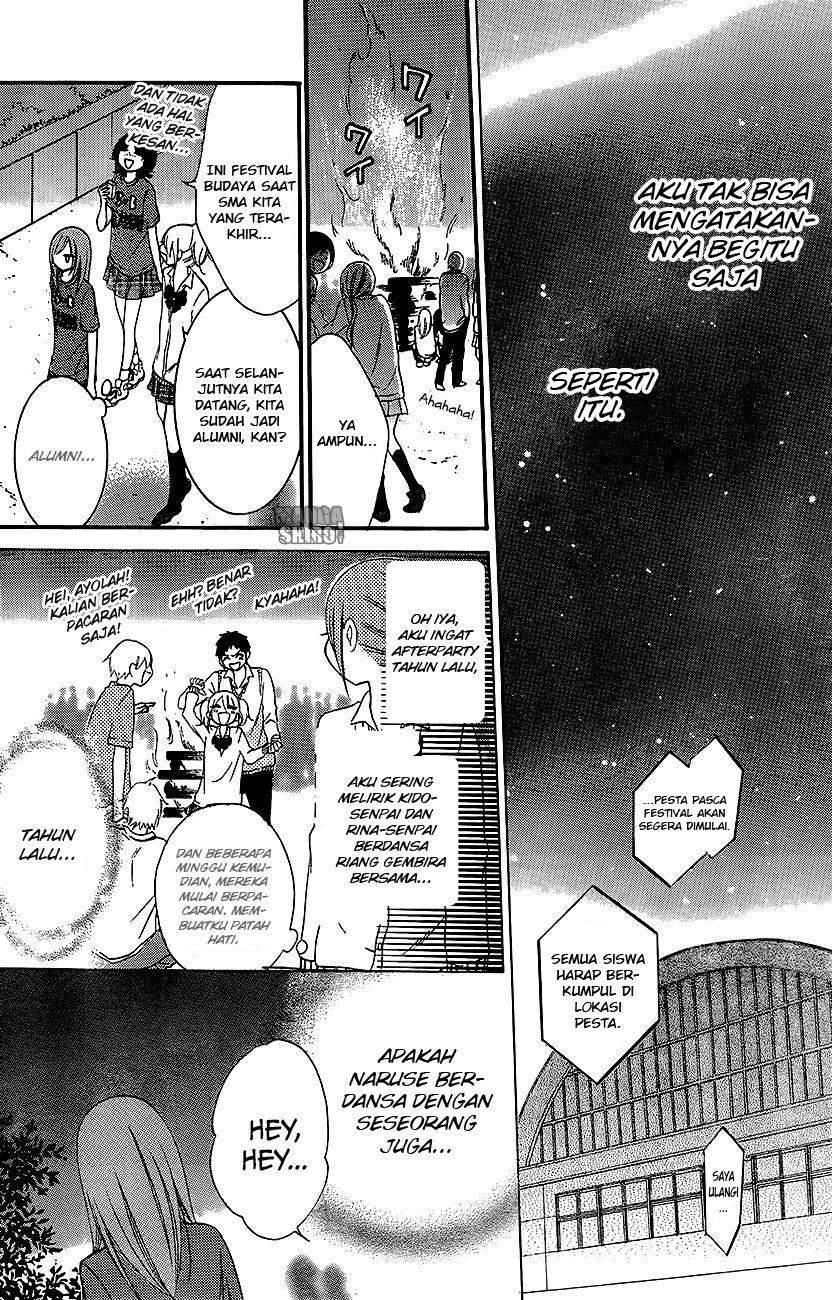 AKU TAK BISA
MENGATAKAN-
NYA BEGITU
SAJA
SEPERTI
ITU.
...PESTA PASCA
FESTIVAL AKAN
SEGERA DIMULAI.
SEMUA SISWA
HARAP BER-
KUMPUL DI
LOKASI
PESTA.
SAYA
ULANGI
...
Ahahaha!
YA
AMPUN...
INI FESTIVAL
BUDAYA SAAT
SMA KITA
YANG TERA-
KHIR...
DAN TIDAK
ADA HAL
YANG BER-
KESAN...
SAAT SELAN-
JUTNYA KITA
DATANG, KITA
SUDAH JADI
ALUMNI, KAN?
ALUMNI...
MANGA
SHIRO!
OH IYA,
AKU INGAT
AFTERPARTY
TAHUN LALU,
KYAHAHA!
EHH? BENAR
TIDAK?
HEI, AYOLAH!
KALIAN BER-
PACARAN
SAJA!
AKU SERING
MELIRIK KIDO-
SENPAI DAN
RINA-SENPAI
BERDANSA
RIANG GEMBIRA
BERSAMA...
DAN BEBERAPA
MINGGU KEMU-
DIAN, MEREKA
MULAI BERPA-
CARAN. MEM-
BUATKU PATAH
HATI.
TAHUN
LALU...
APAKAH
NARUSE BER-
DANSA DENGAN
SESEORANG
JUGA...
HEY,
HEY...